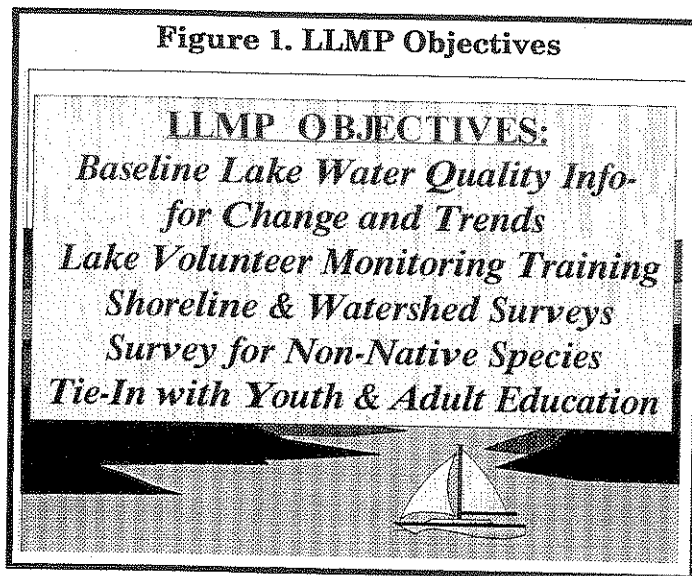 Figure 1. LLMP Objectives
LLMP OBJECTIVES:
Baseline Lake Water Quality Info-
for Change and Trends
Lake Volunteer Monitoring Training
Shoreline & Watershed Surveys
Survey for Non-Native Species
Tie-In with Youth & Adult Education